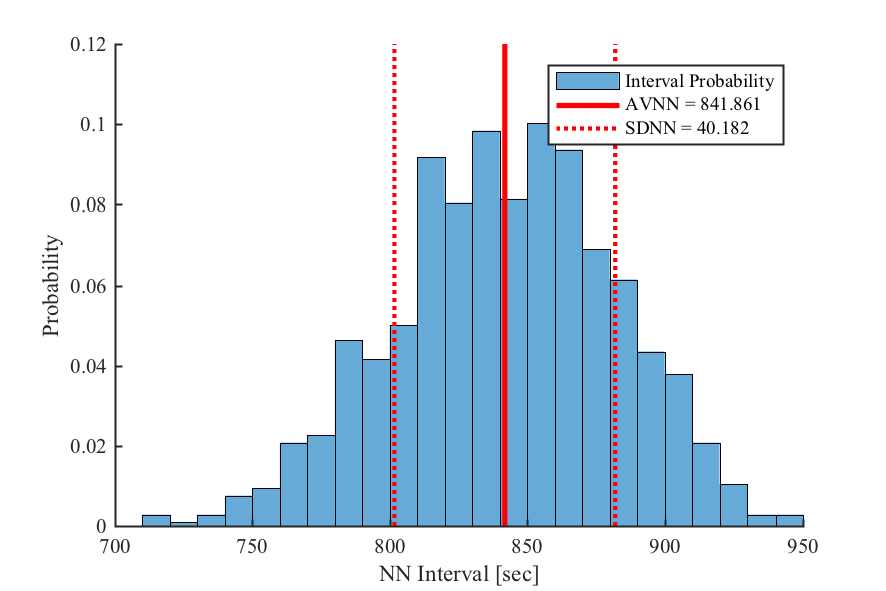 0.12
0.1
0.08
0.06
0.04
0.02
0
Probability
Interval Probability
AVNN = 841.861
SDNN = 40.182
700 750 800 850 900 950
NN Interval [sec]